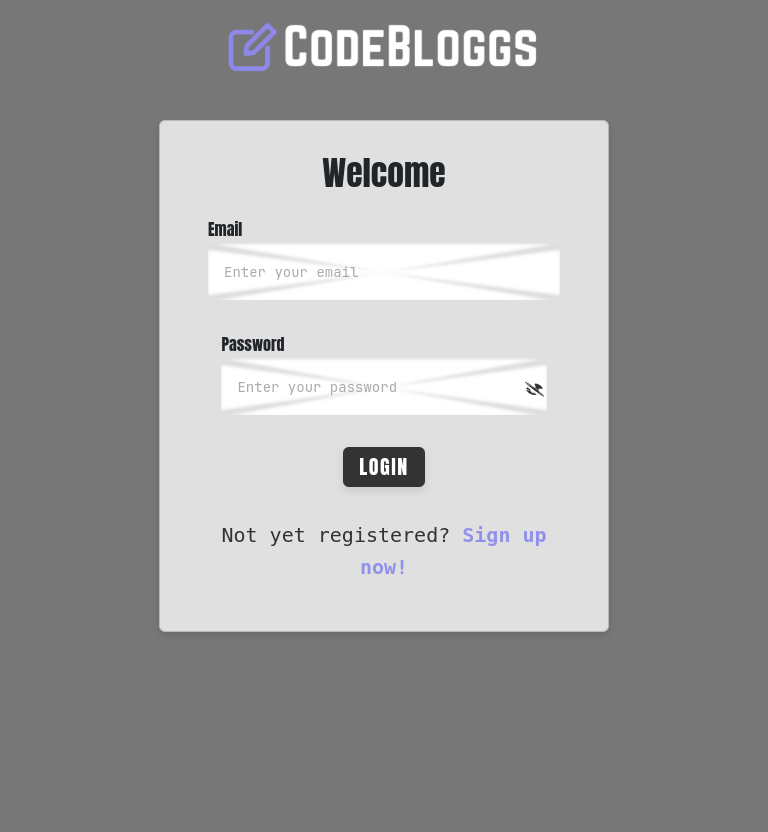 CodeBloggs
Welcome
Email
Enter your email
Password
Enter your password
LOGIN
Not yet registered? Sign up
now!